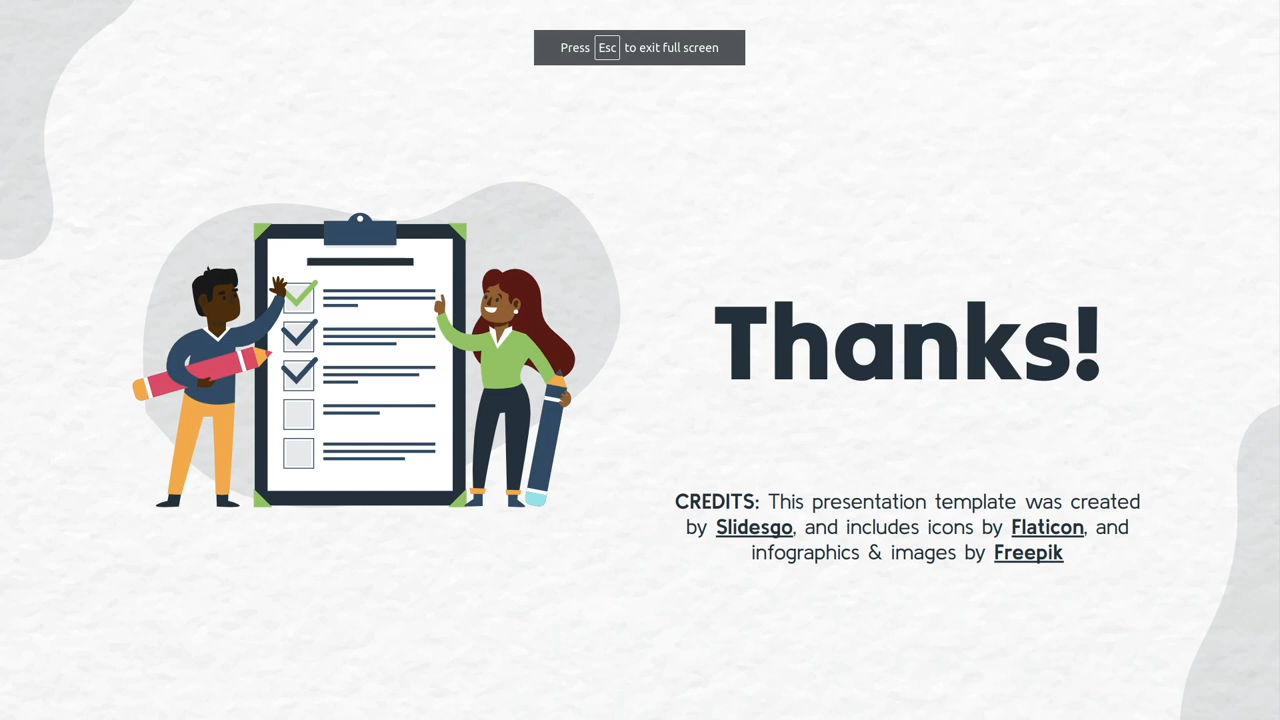 Press Esc to exit full screen
Thanks!
CREDITS: This presentation template was created
by Slidesgo, and includes icons by Flaticon, and
infographics & images by Freepik